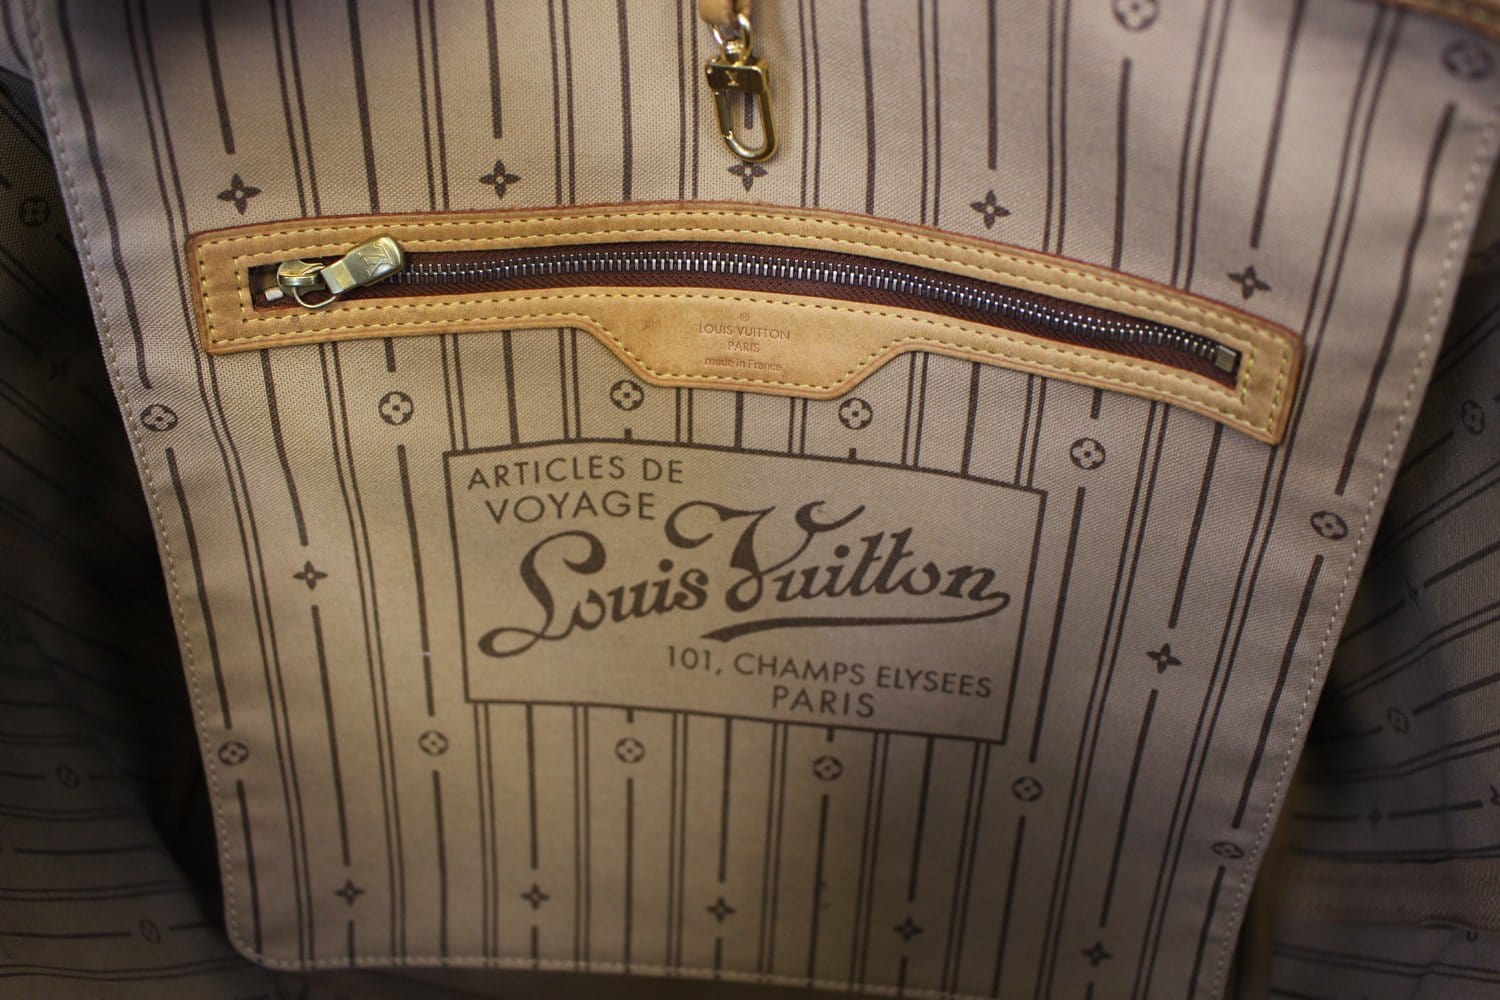 LOUIS VUITTON
PARIS
made in France
ARTICLES DE
VOYAGE
Louis Vuitton
101, CHAMPS ELYSEES
PARIS